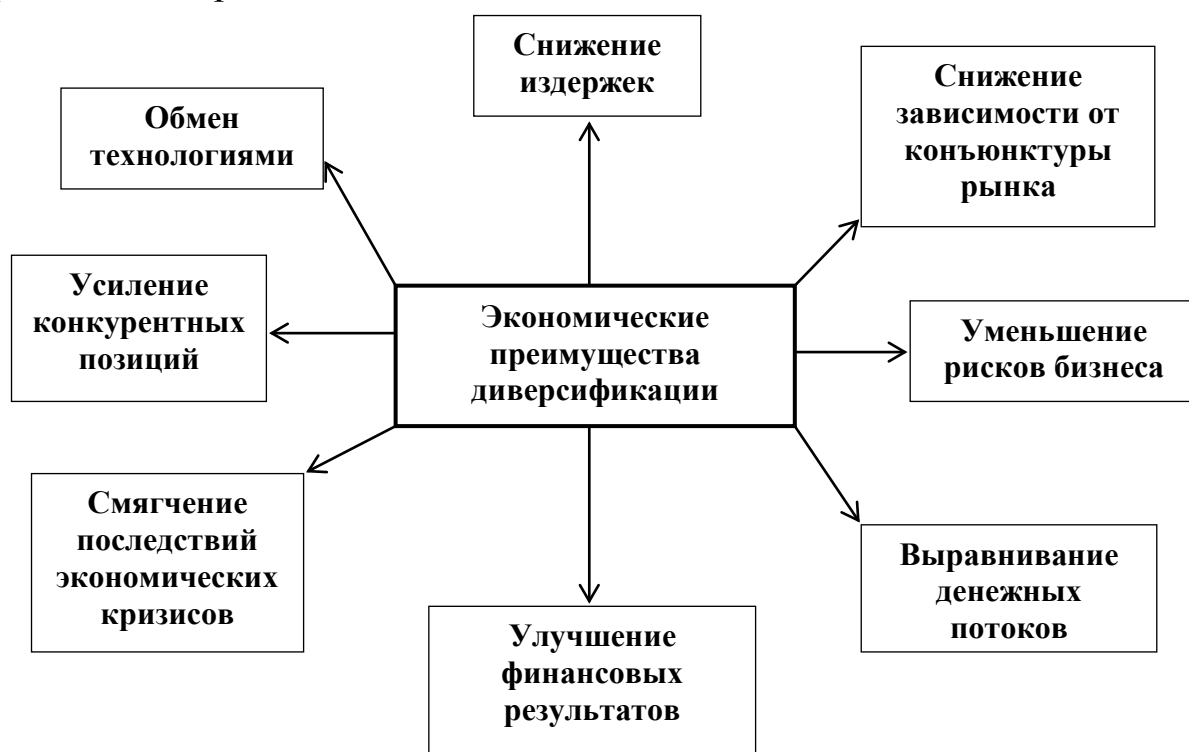 Снижение
издержек
Обмен
технологиями
Снижение
зависимости от
конъюнктуры
рынка
Усиление
конкурентных
позиций
Экономические
преимущества
диверсификации
Уменьшение
рисков бизнеса
Смягчение
последствий
экономических
кризисов
Выравнивание
денежных
потоков
Улучшение
финансовых
результатов